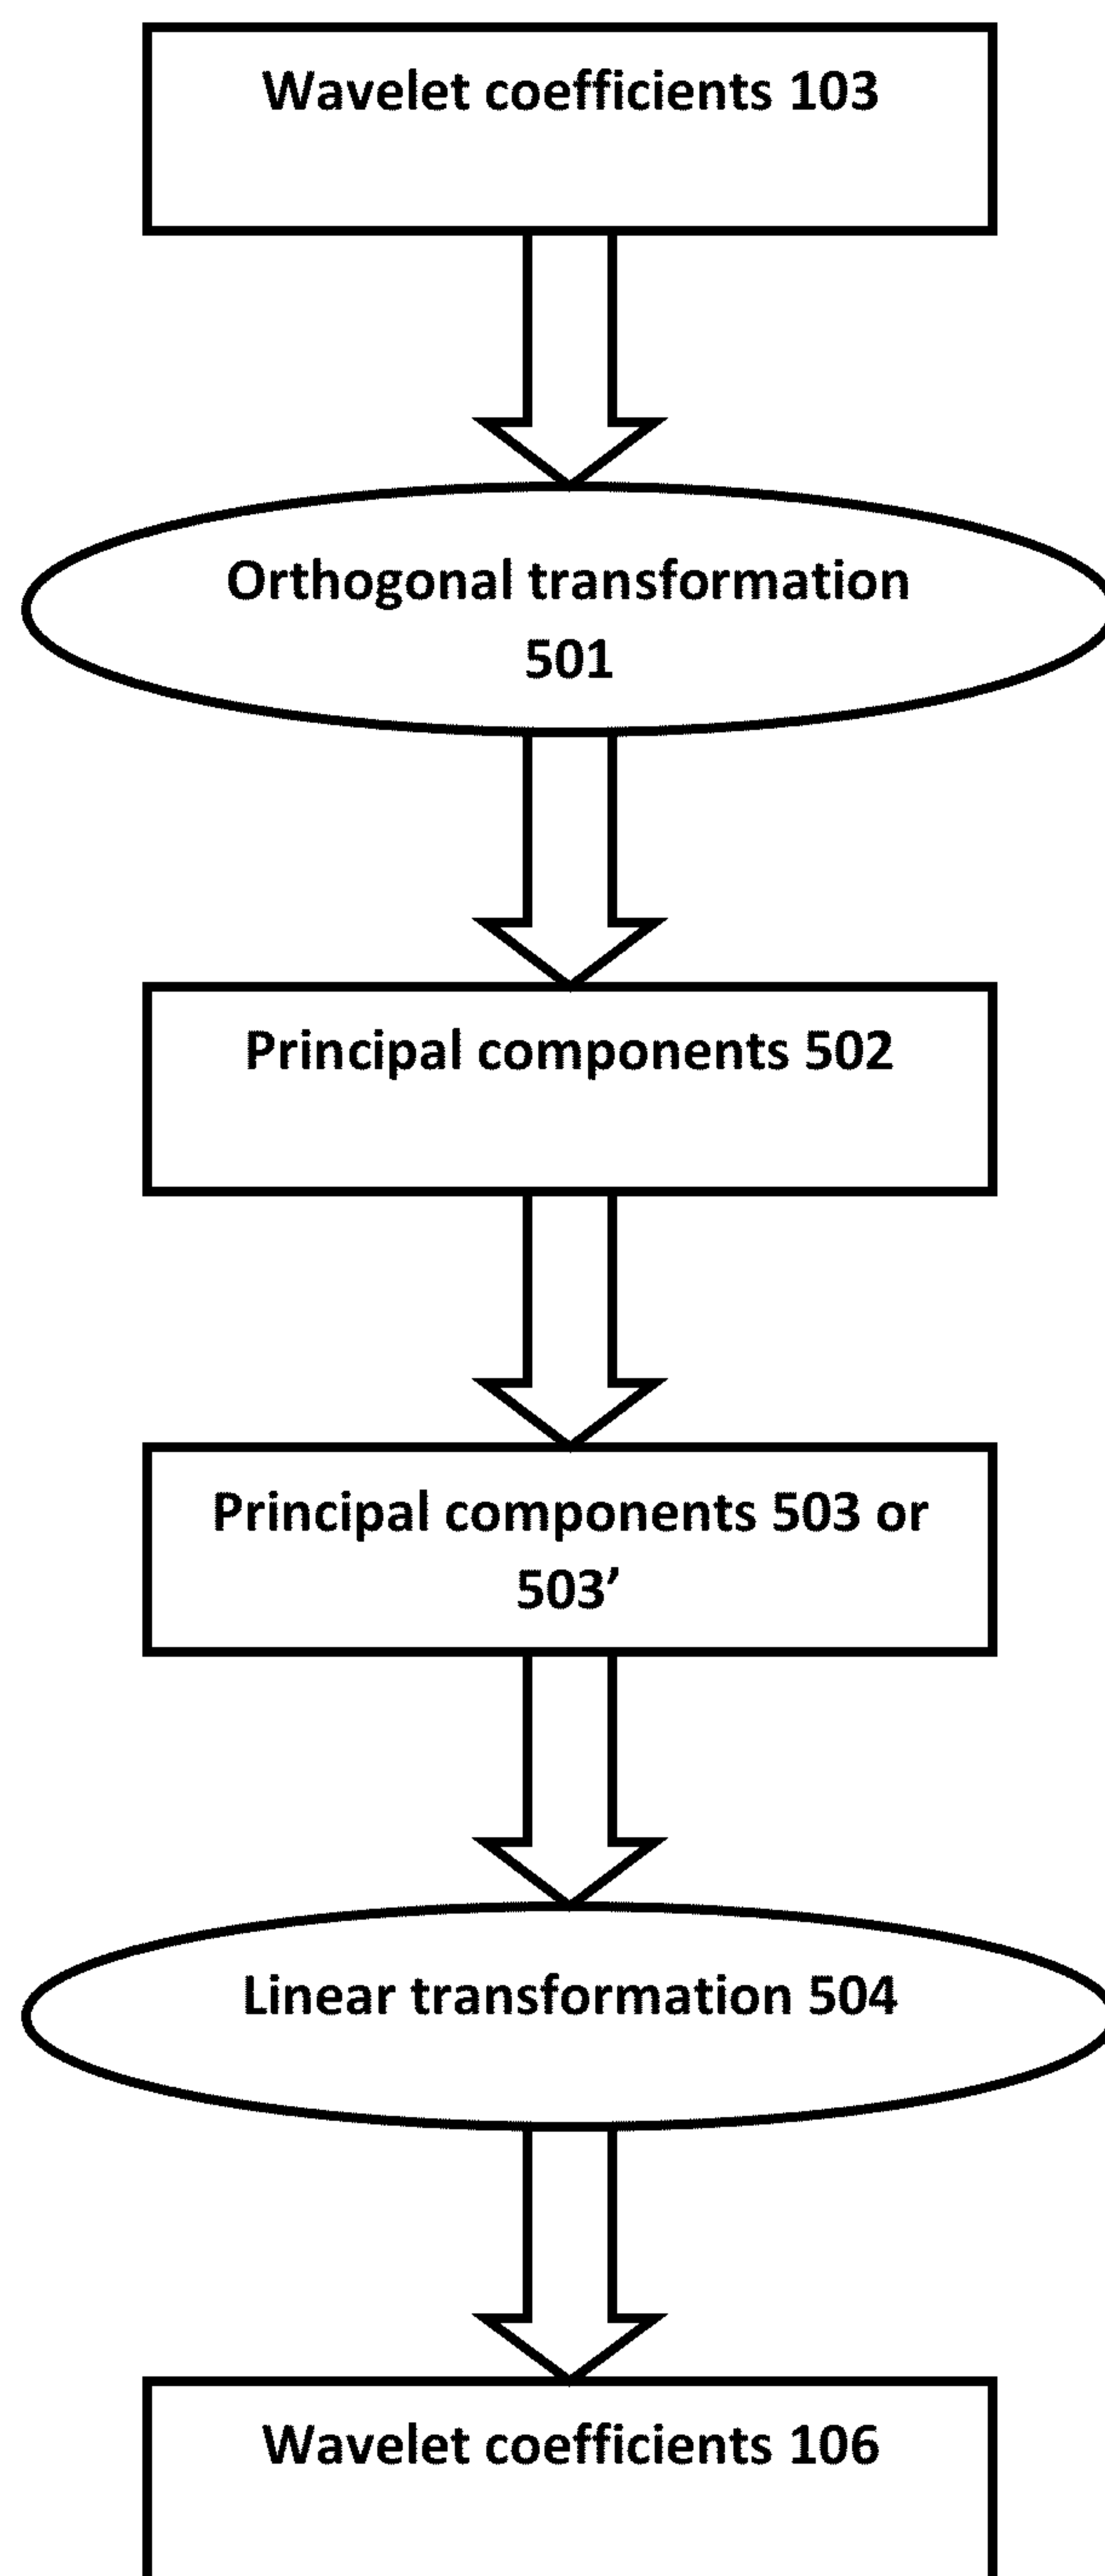 Wavelet coefficients 103
Orthogonal transformation
501
Principal components 502
Principal components 503 or
503’
Linear transformation 504
Wavelet coefficients 106